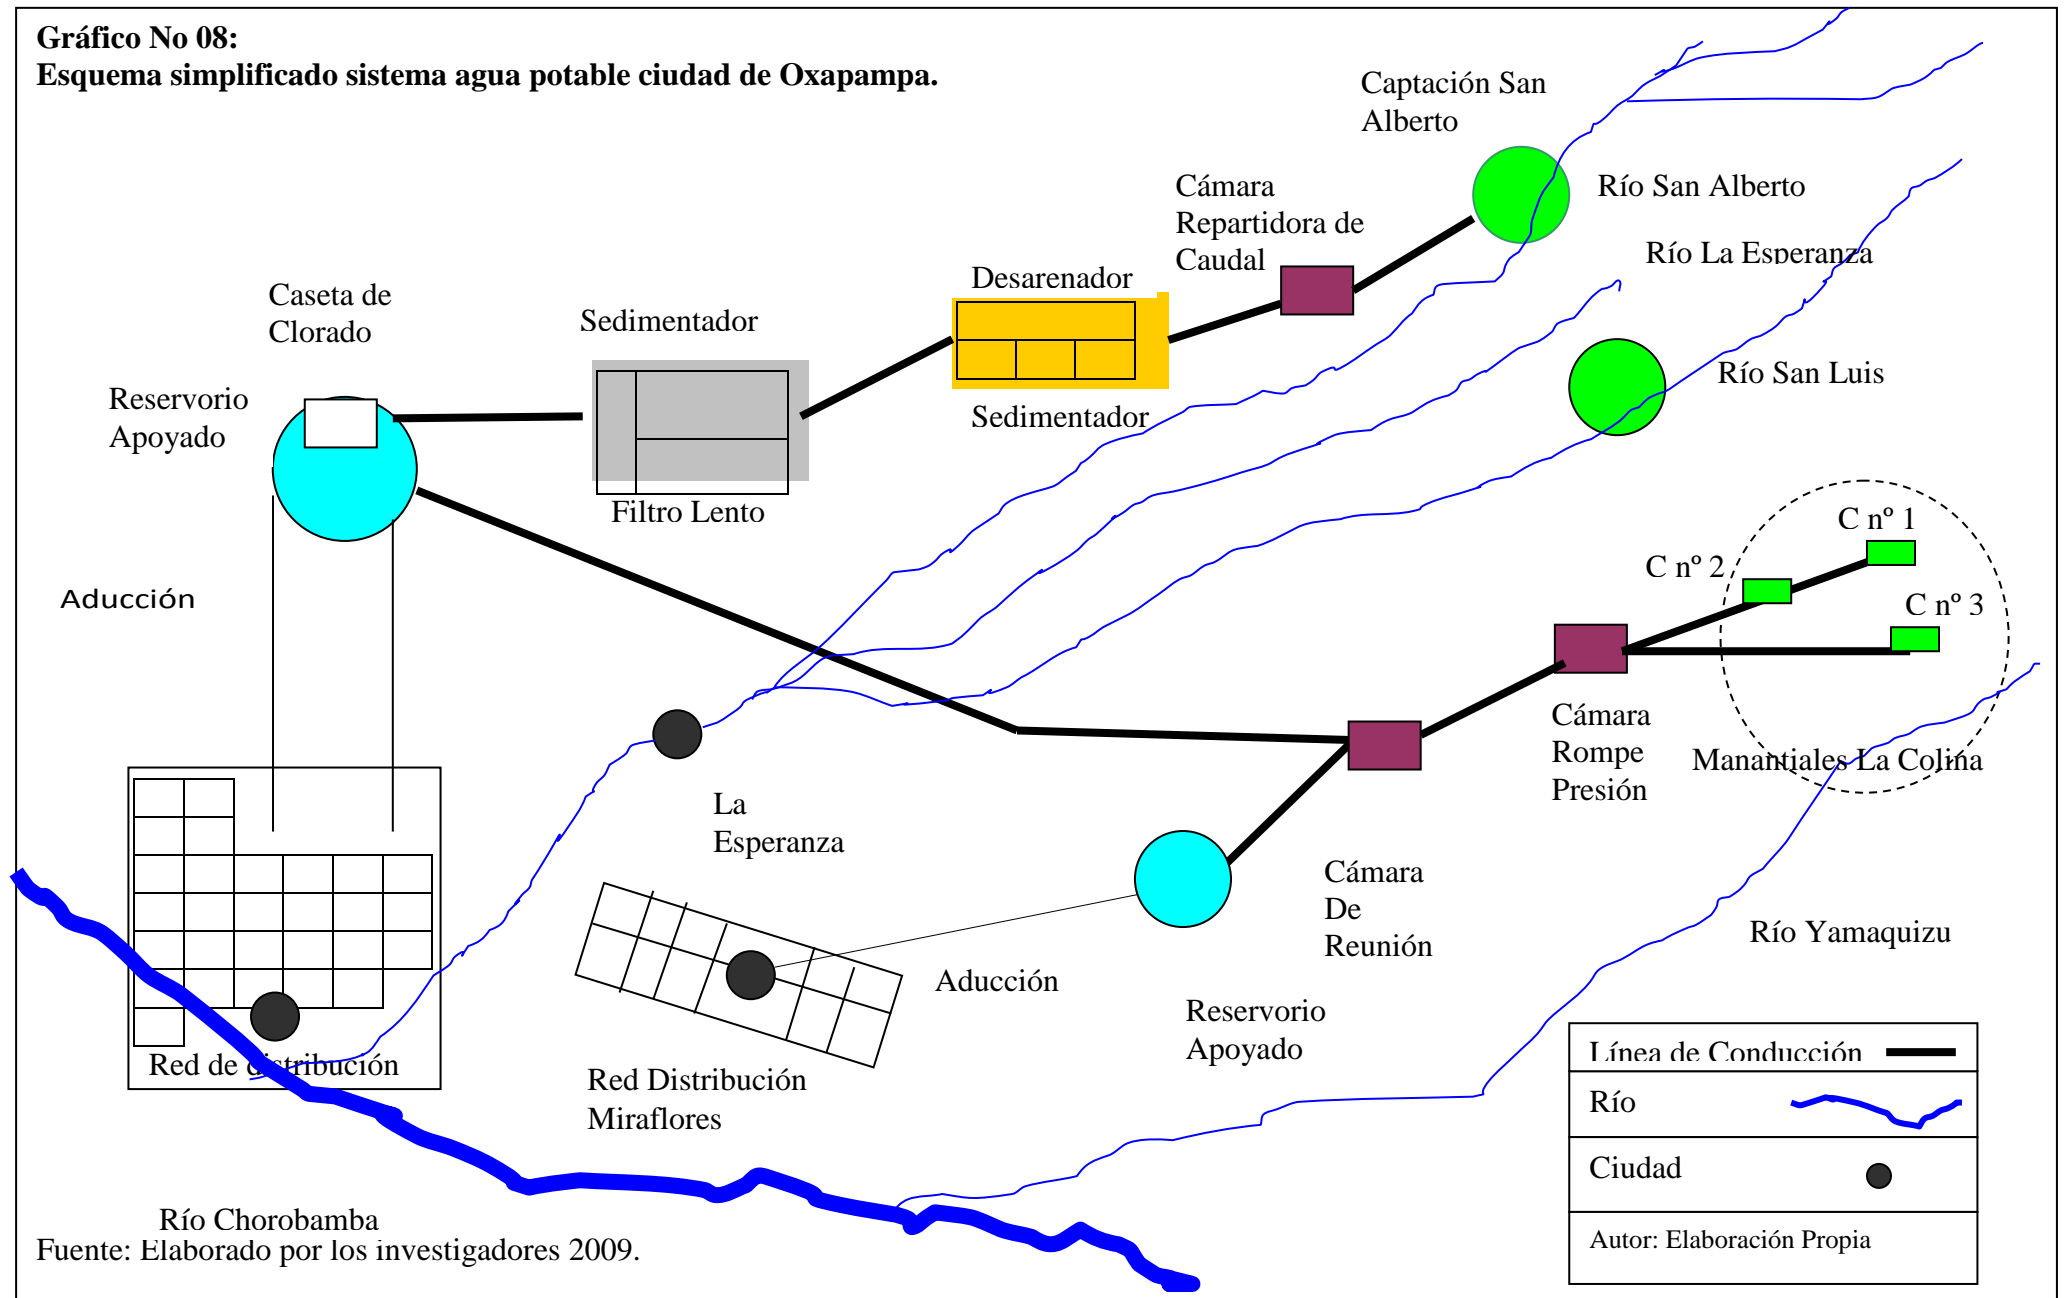 Gráfico No 08:
Esquema simplificado sistema agua potable ciudad de Oxapampa.
Captación San
Alberto
Río San Alberto
Cámara
Repartidora de
Caudal
Río La Esperanza
Desarenador
Caseta de
Clorado
Sedimentador
Río San Luis
Reservorio
Apoyado
Sedimentador
Filtro Lento
C nº 1
C nº 2
C nº 3
Aducción
Cámara
Rompe
Presión
Manantiales La Colina
La
Esperanza
Cámara
De
Reunión
Río Yamaquizu
Aducción
Reservorio
Apoyado
Red de distribución
Red Distribución
Miraflores
Línea de Conducción
Río
Ciudad
Autor: Elaboración Propia
Río Chorobamba
Fuente: Elaborado por los investigadores 2009.